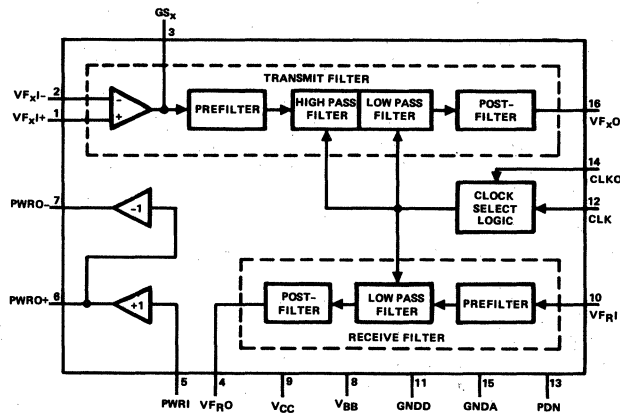 GSx
3
TRANSMIT FILTER
VFxI- 2
VFxI+ 1
-
+
PREFILTER
HIGH PASS
FILTER
LOW PASS
FILTER
POST-
FILTER
16
VFxO
14
CLKO
CLOCK
SELECT
LOGIC
12
CLK
PWRO- 7
-1
PWRO+ 6
+1
POST-
FILTER
LOW PASS
FILTER
PREFILTER
10
VFRI
RECEIVE FILTER
5
PWRI
4
VFRO
9
VCC
8
VBB
11
GNDD
15
GNDA
13
PDN